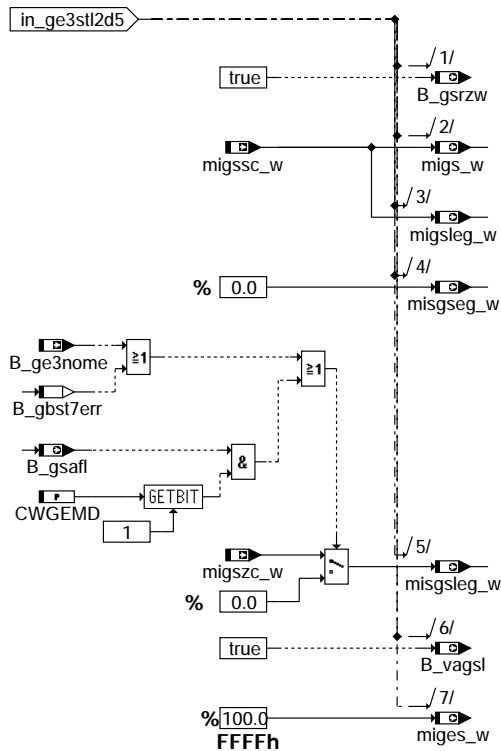 in_ge3stl2d5
1/
true
B_gsrzw
2/
migssc_w
migs_w
3/
migsleg_w
4/
% 0.0
misgseg_w
B_ge3nome
≥1
≥1
B_gbst7err
B_gsafl
&
P
GETBIT
CWGEMD
1
5/
migszc_w
misgsleg_w
% 0.0
6/
true
B_vagsl
7/
% 100.0
miges_w
FFFFh